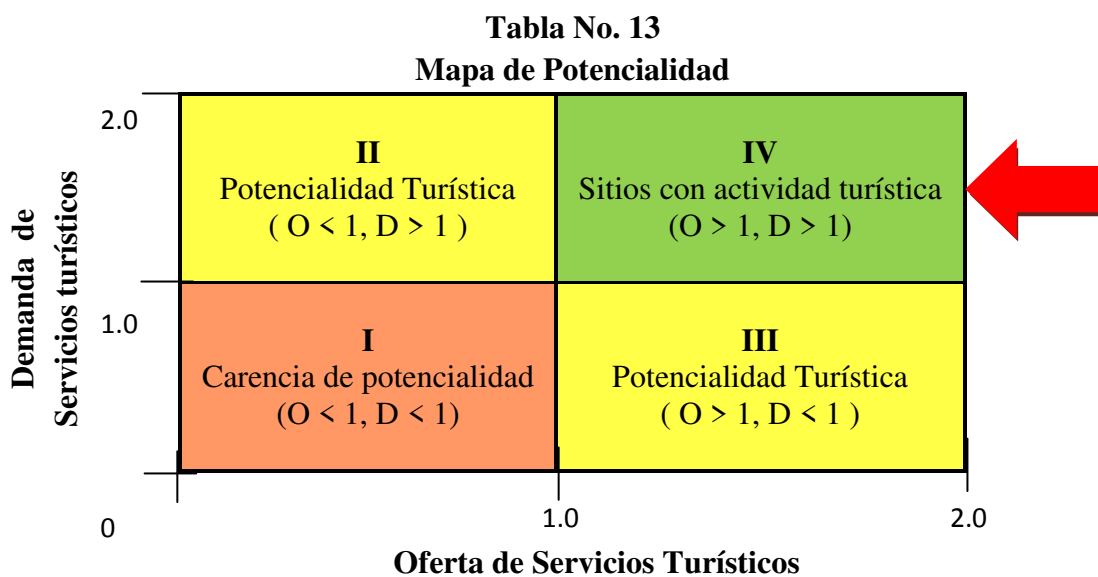 Tabla No. 13
Mapa de Potencialidad
Demanda de
Servicios turísticos
2.0
1.0
0
II
Potencialidad Turística
( O < 1, D > 1 )
IV
Sitios con actividad turística
(O > 1, D > 1)
I
Carencia de potencialidad
(O < 1, D < 1)
III
Potencialidad Turística
( O > 1, D < 1 )
1.0
2.0
Oferta de Servicios Turísticos